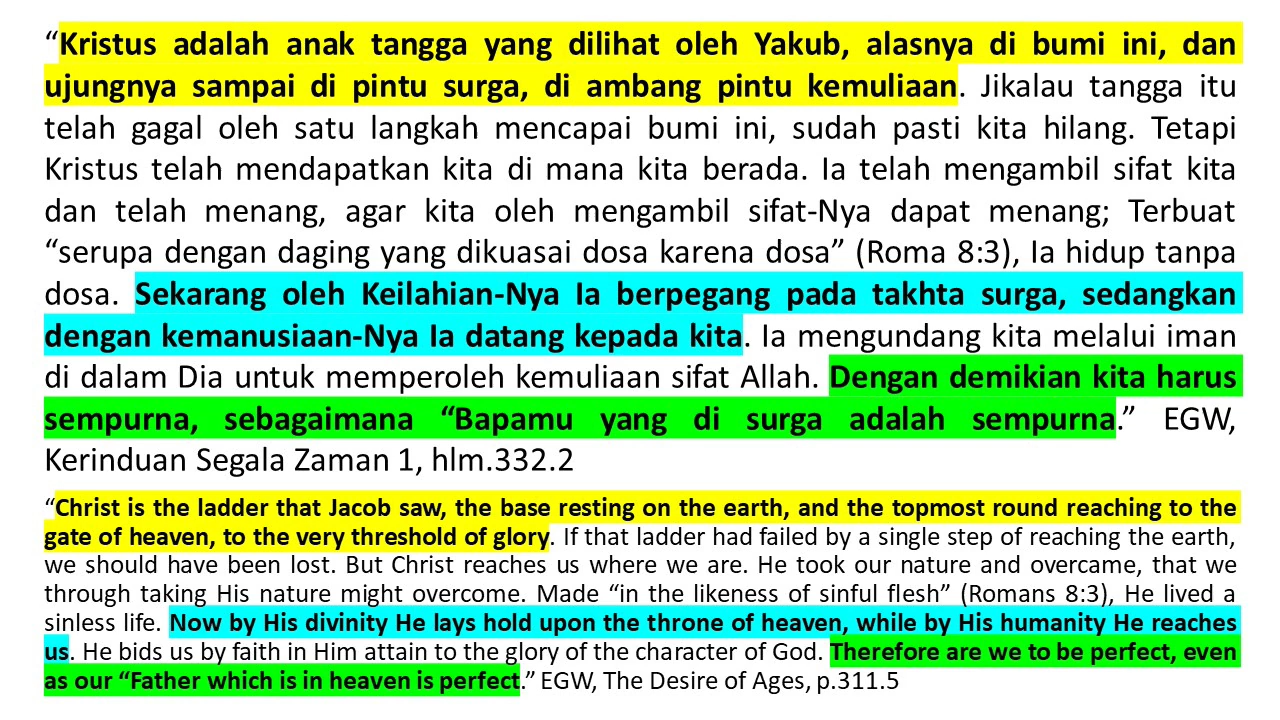 “Kristus adalah anak tangga yang dilihat oleh Yakub, alasnya di bumi ini, dan
ujungnya sampai di pintu surga, di ambang pintu kemuliaan. Jikalau tangga itu
telah gagal oleh satu langkah mencapai bumi ini, sudah pasti kita hilang. Tetapi
Kristus telah mendapatkan kita di mana kita berada. Ia telah mengambil sifat kita
dan telah menang, agar kita oleh mengambil sifat-Nya dapat menang; Terbuat
“serupa dengan daging yang dikuasai dosa karena dosa” (Roma 8:3), Ia hidup tanpa
dosa. Sekarang oleh Keilahian-Nya Ia berpegang pada takhta surga, sedangkan
dengan kemanusiaan-Nya Ia datang kepada kita. Ia mengundang kita melalui iman
di dalam Dia untuk memperoleh kemuliaan sifat Allah. Dengan demikian kita harus
sempurna, sebagaimana “Bapamu yang di surga adalah sempurna.” EGW,
Kerinduan Segala Zaman 1, hlm.332.2
“Christ is the ladder that Jacob saw, the base resting on the earth, and the topmost round reaching to the
gate of heaven, to the very threshold of glory. If that ladder had failed by a single step of reaching the earth,
we should have been lost. But Christ reaches us where we are. He took our nature and overcame, that we
through taking His nature might overcome. Made “in the likeness of sinful flesh” (Romans 8:3), He lived a
sinless life. Now by His divinity He lays hold upon the throne of heaven, while by His humanity He reaches
us. He bids us by faith in Him attain to the glory of the character of God. Therefore are we to be perfect, even
as our “Father which is in heaven is perfect.” EGW, The Desire of Ages, p.311.5